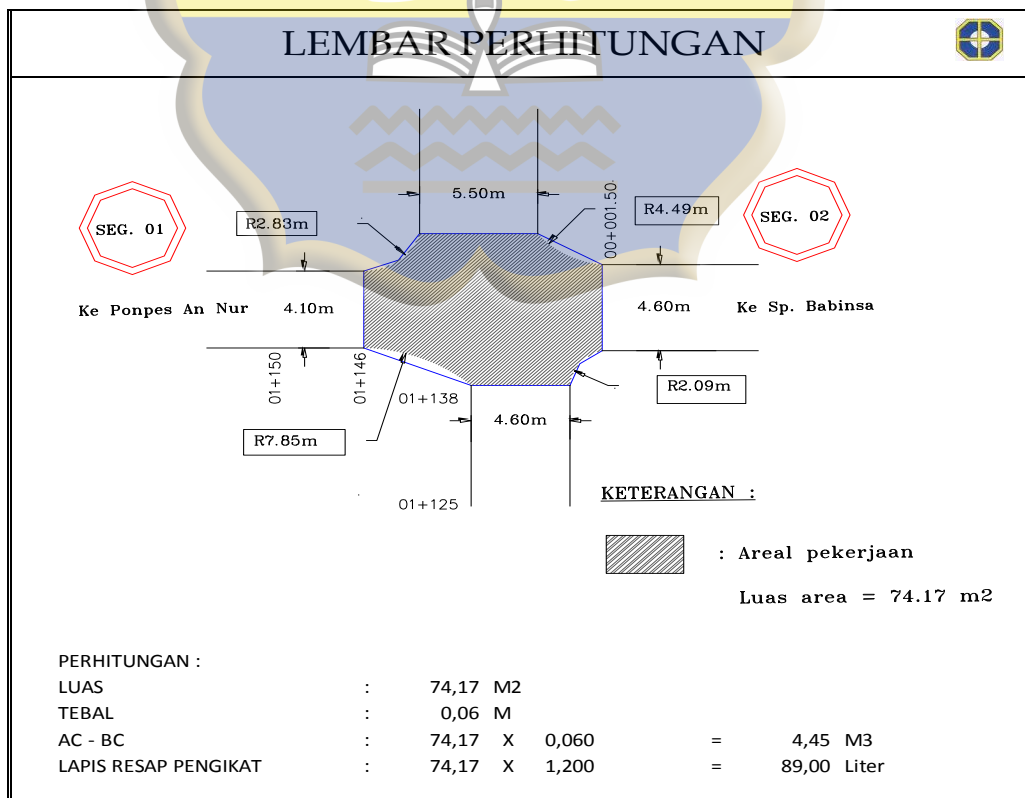 LEMBAR PERHITUNGAN
5.50m
00+001.50
R2.83m
R4.49m
SEG. 01
SEG. 02
Ke Ponpes An Nur
4.10m
4.60m
Ke Sp. Babinsa
01+150
01+146
01+138
R2.09m
4.60m
R7.85m
01+125
KETERANGAN :
: Areal pekerjaan
Luas area = 74.17 m2
PERHITUNGAN :
LUAS : 74,17 M2
TEBAL : 0,06 M
AC - BC : 74,17 X 0,060 = 4,45 M3
LAPIS RESAP PENGIKAT : 74,17 X 1,200 = 89,00 Liter